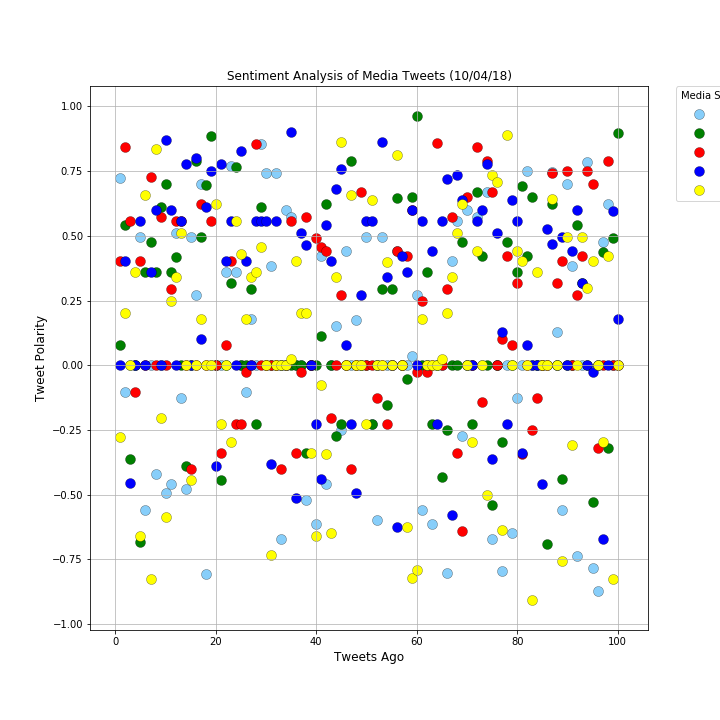 Sentiment Analysis of Media Tweets (10/04/18)
Media S
1.00
0.75
0.50
0.25
0.00
−0.25
−0.50
−0.75
−1.00
Tweet Polarity
0 20 40 60 80 100
Tweets Ago